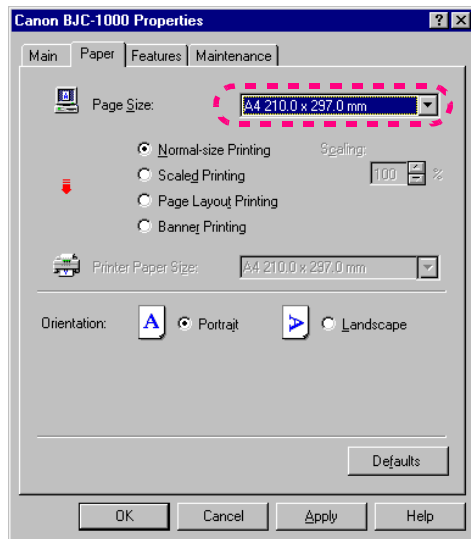 Canon BJC-1000 Properties
Main Paper Features Maintenance
Page Size: A4 210.0 x 297.0 mm
Normal-size Printing Scaling:
Scaled Printing 100 %
Page Layout Printing
Banner Printing
Printer Paper Size: A4 210.0 x 297.0 mm
Orientation: A Portrait A Landscape
Defaults
OK Cancel Apply Help